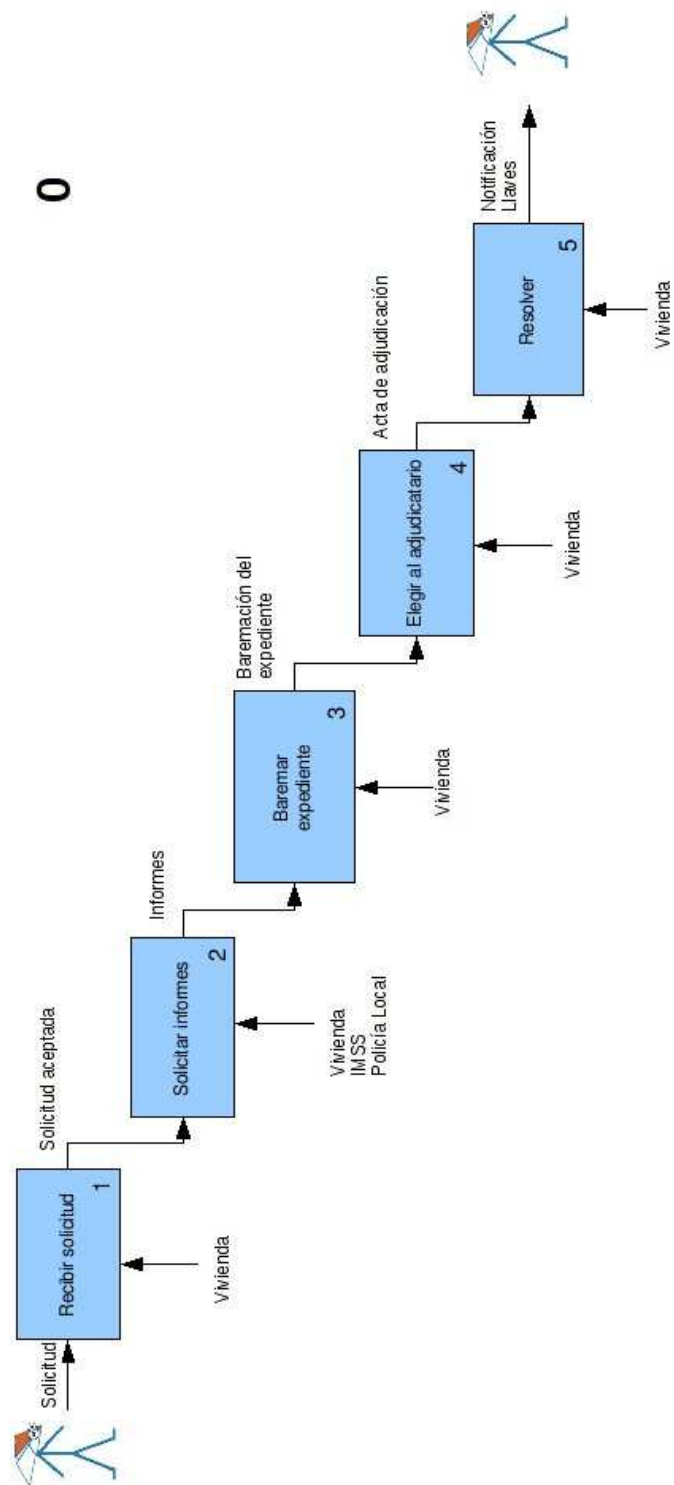 0
Solicitud
Recibir solicitud
1
Vivienda
Solicitud aceptada
Solicitar informes
2
Vivienda
IMSS
Policía Local
Informes
Baremar
expediente
3
Vivienda
Baremación del
expediente
Elegir al adjudicatario
4
Vivienda
Acta de adjudicación
Resolver
5
Vivienda
Notificación
Llaves